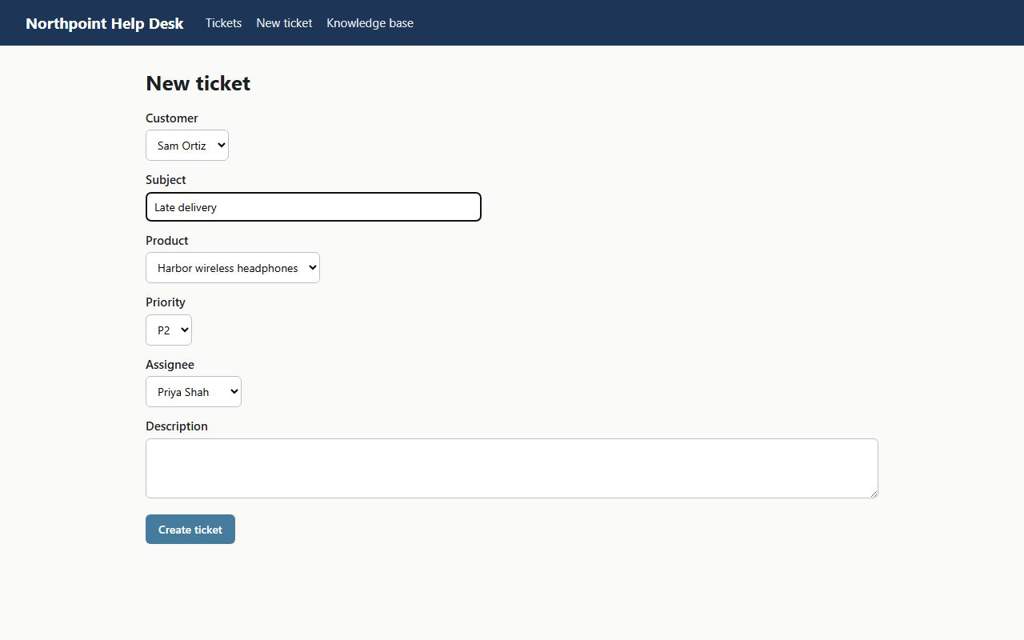 Northpoint Help Desk Tickets New ticket Knowledge base
New ticket
Customer
Sam Ortiz
Subject
Late delivery
Product
Harbor wireless headphones
Priority
P2
Assignee
Priya Shah
Description
Create ticket